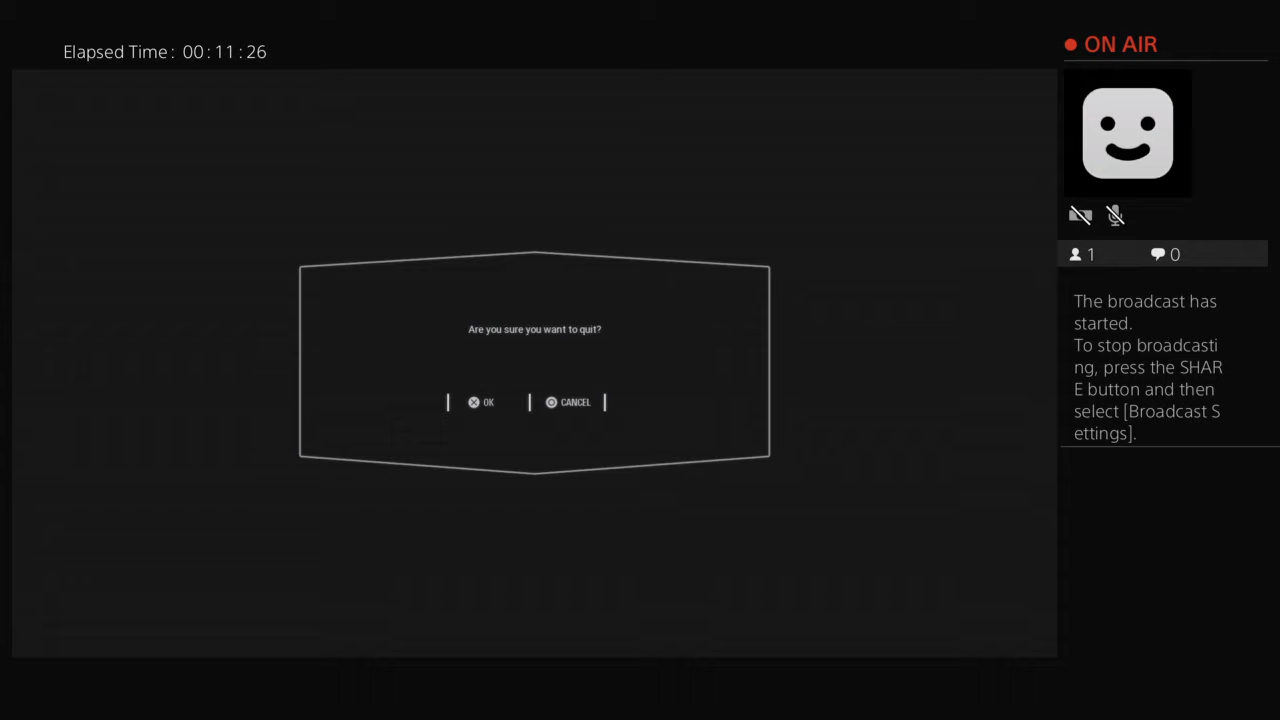 Elapsed Time: 00:11:26
ON AIR
1 0
The broadcast has
started.
To stop broadcasti
ng, press the SHAR
E button and then
select [Broadcast S
ettings].
Are you sure you want to quit?
OK CANCEL